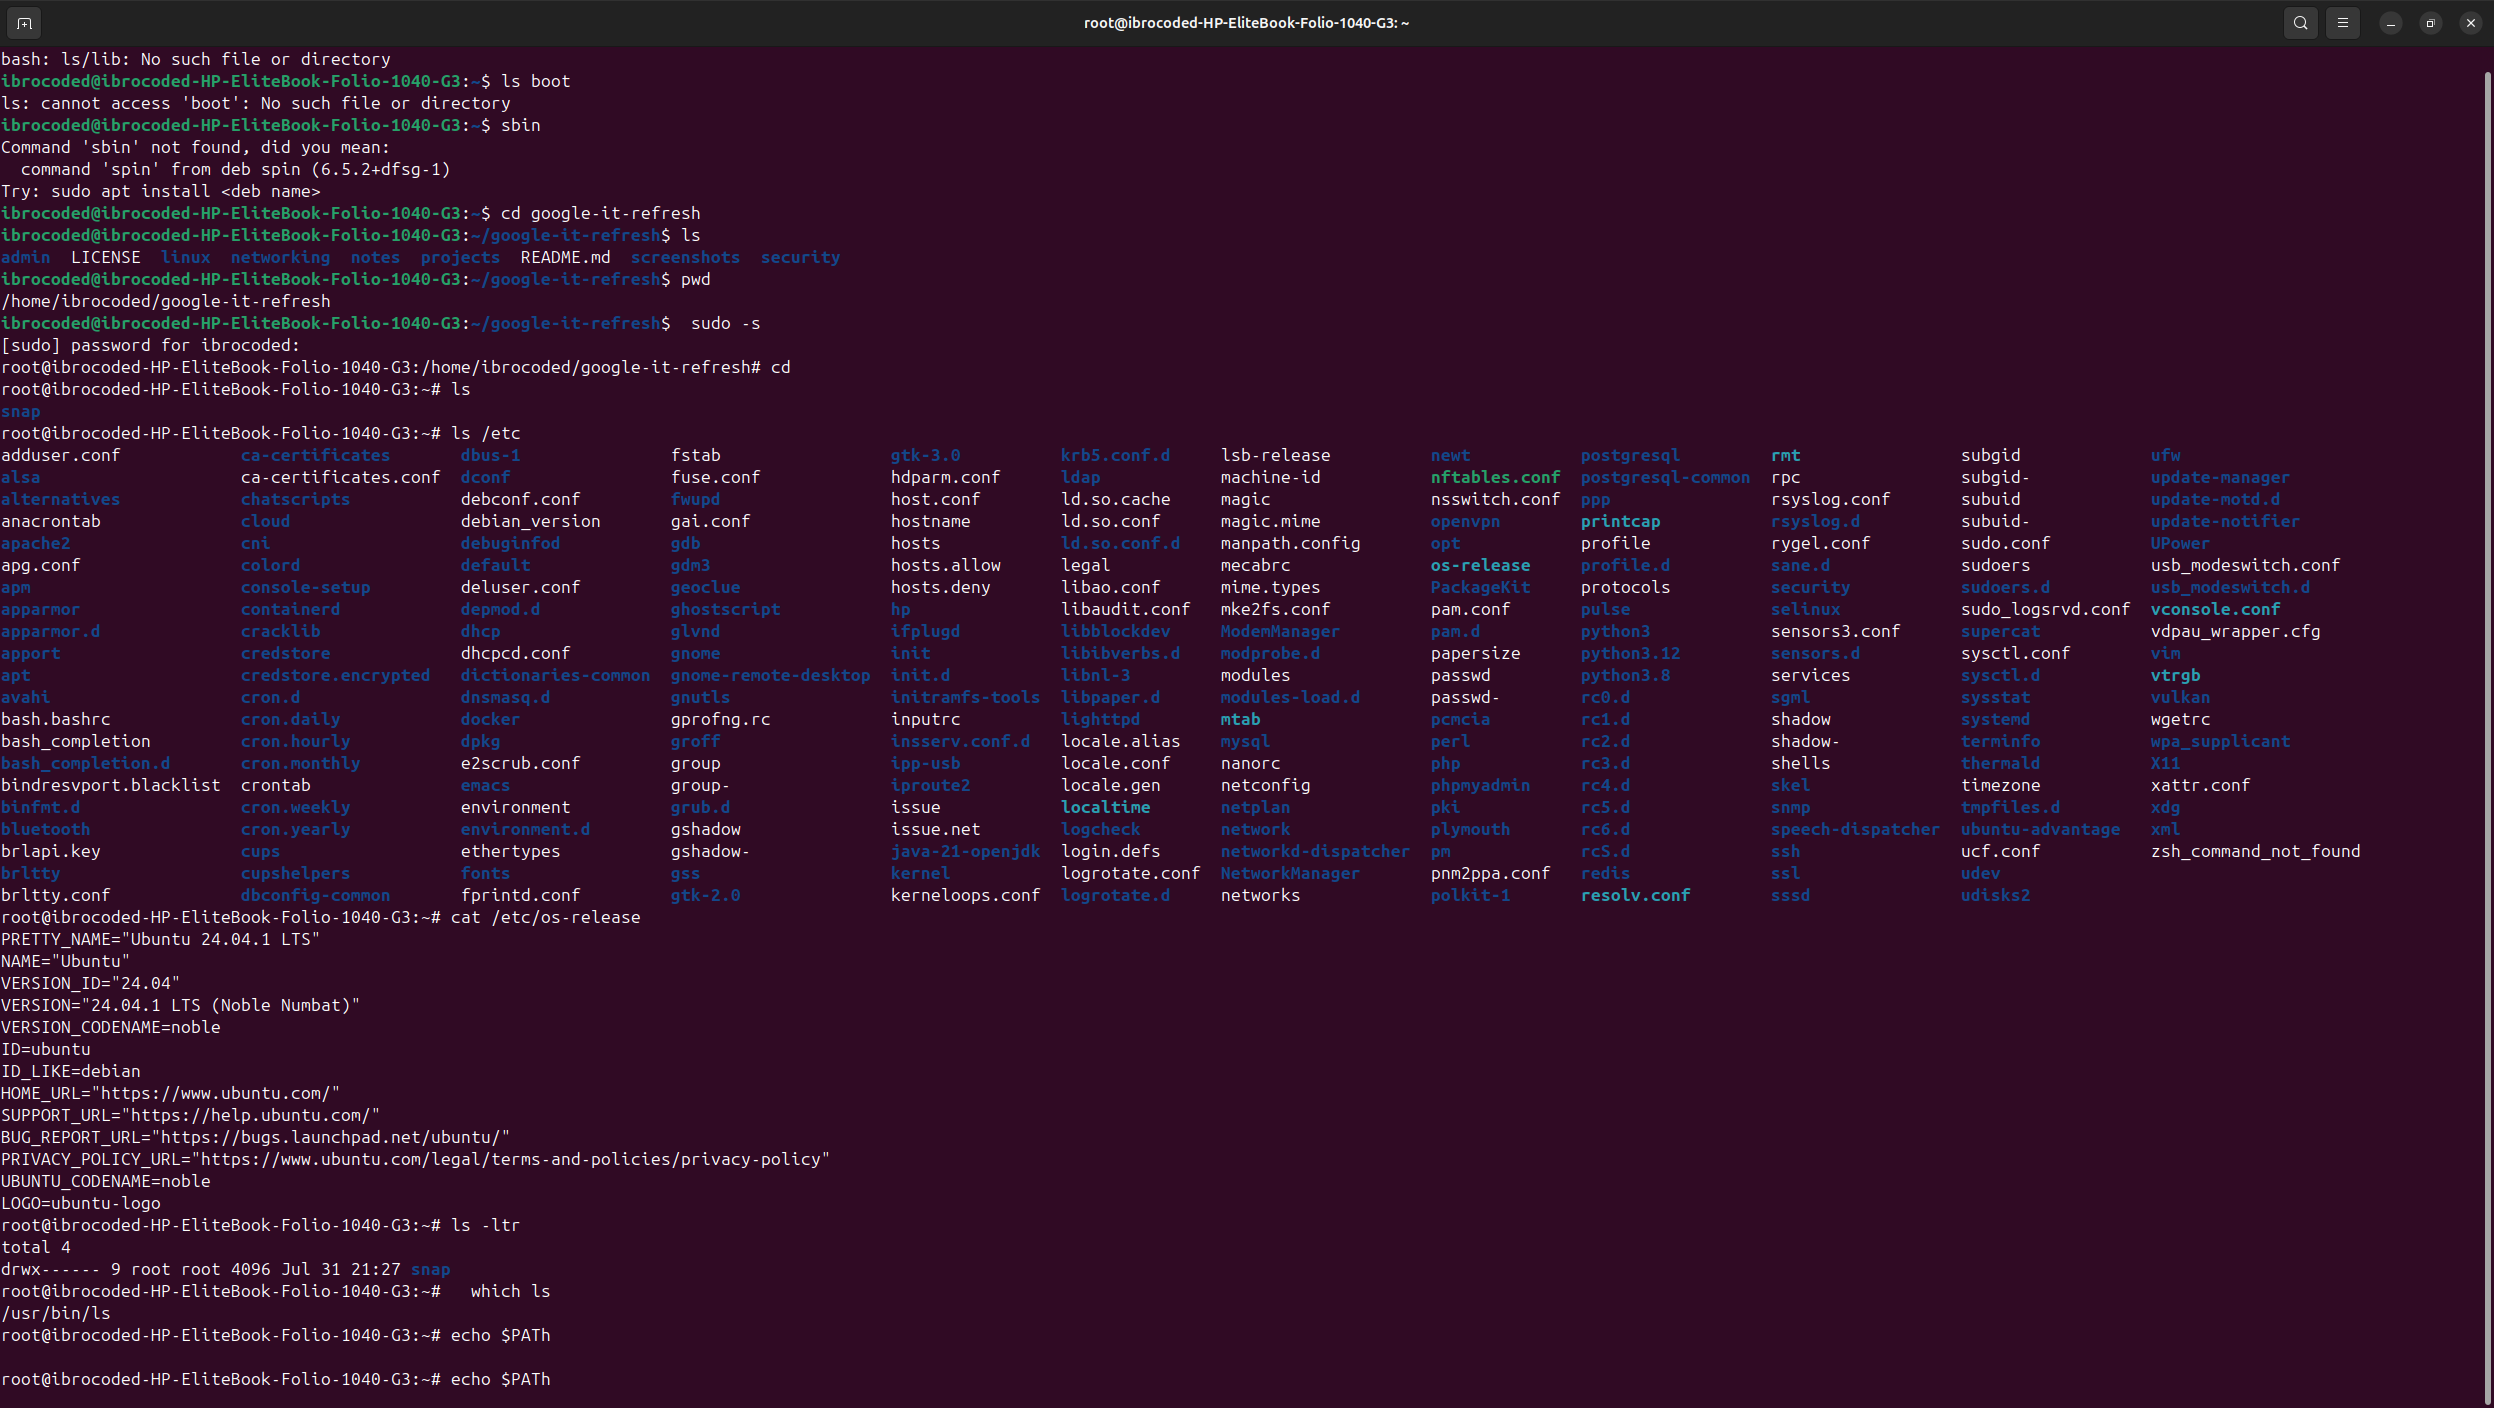 root@ibrocoded-HP-EliteBook-Folio-1040-G3: ~
bash: ls/lib: No such file or directory
ibrocoded@ibrocoded-HP-EliteBook-Folio-1040-G3:~$ ls boot
ls: cannot access 'boot': No such file or directory
ibrocoded@ibrocoded-HP-EliteBook-Folio-1040-G3:~$ sbin
Command 'sbin' not found, did you mean:
  command 'spin' from deb spin (6.5.2+dfsg-1)
Try: sudo apt install <deb name>
ibrocoded@ibrocoded-HP-EliteBook-Folio-1040-G3:~$ cd google-it-refresh
ibrocoded@ibrocoded-HP-EliteBook-Folio-1040-G3:~/google-it-refresh$ ls
admin  LICENSE  linux  networking  notes  projects  README.md  screenshots  security
ibrocoded@ibrocoded-HP-EliteBook-Folio-1040-G3:~/google-it-refresh$ pwd
/home/ibrocoded/google-it-refresh
ibrocoded@ibrocoded-HP-EliteBook-Folio-1040-G3:~/google-it-refresh$  sudo -s
[sudo] password for ibrocoded:
root@ibrocoded-HP-EliteBook-Folio-1040-G3:/home/ibrocoded/google-it-refresh# cd
root@ibrocoded-HP-EliteBook-Folio-1040-G3:~# ls
snap
root@ibrocoded-HP-EliteBook-Folio-1040-G3:~# ls /etc
adduser.conf  ca-certificates  dbus-1  fstab  gtk-3.0  krb5.conf.d  lsb-release  newt  postgresql  rmt  subgid  ufw
alsa  ca-certificates.conf  dconf  fuse.conf  hdparm.conf  ldap  machine-id  nftables.conf  postgresql-common  rpc  subgid-  update-manager
alternatives  chatscripts  debconf.conf  fwupd  host.conf  ld.so.cache  magic  nsswitch.conf  ppp  rsyslog.conf  subuid  update-motd.d
anacrontab  cloud  debian_version  gai.conf  hostname  ld.so.conf  magic.mime  openvpn  printcap  rsyslog.d  subuid-  update-notifier
apache2  cni  debuginfod  gdb  hosts  ld.so.conf.d  manpath.config  opt  profile  rygel.conf  sudo.conf  UPower
apg.conf  colord  default  gdm3  hosts.allow  legal  mecabrc  os-release  profile.d  sane.d  sudoers  usb_modeswitch.conf
apm  console-setup  deluser.conf  geoclue  hosts.deny  libao.conf  mime.types  PackageKit  protocols  security  sudoers.d  usb_modeswitch.d
apparmor  containerd  depmod.d  ghostscript  hp  libaudit.conf  mke2fs.conf  pam.conf  pulse  selinux  sudo_logsrvd.conf  vconsole.conf
apparmor.d  cracklib  dhcp  glvnd  ifplugd  libblockdev  ModemManager  pam.d  python3  sensors3.conf  supercat  vdpau_wrapper.cfg
apport  credstore  dhcpcd.conf  gnome  init  libibverbs.d  modprobe.d  papersize  python3.12  sensors.d  sysctl.conf  vim
apt  credstore.encrypted  dictionaries-common  gnome-remote-desktop  init.d  libnl-3  modules  passwd  python3.8  services  sysctl.d  vtrgb
avahi  cron.d  dnsmasq.d  gnutls  initramfs-tools  libpaper.d  modules-load.d  passwd-  rc0.d  sgml  sysstat  vulkan
bash.bashrc  cron.daily  docker  gprofng.rc  inputrc  lighttpd  mtab  pcmcia  rc1.d  shadow  systemd  wgetrc
bash_completion  cron.hourly  dpkg  groff  insserv.conf.d  locale.alias  mysql  perl  rc2.d  shadow-  terminfo  wpa_supplicant
bash_completion.d  cron.monthly  e2scrub.conf  group  ipp-usb  locale.conf  nanorc  php  rc3.d  shells  thermald  X11
bindresvport.blacklist  crontab  emacs  group-  iproute2  locale.gen  netconfig  phpmyadmin  rc4.d  skel  timezone  xattr.conf
binfmt.d  cron.weekly  environment  grub.d  issue  localtime  netplan  pki  rc5.d  snmp  tmpfiles.d  xdg
bluetooth  cron.yearly  environment.d  gshadow  issue.net  logcheck  network  plymouth  rc6.d  speech-dispatcher  ubuntu-advantage  xml
brlapi.key  cups  ethertypes  gshadow-  java-21-openjdk  login.defs  networkd-dispatcher  pm  rcS.d  ssh  ucf.conf  zsh_command_not_found
brltty  cupshelpers  fonts  gss  kernel  logrotate.conf  NetworkManager  pnm2ppa.conf  redis  ssl  udev
brltty.conf  dbconfig-common  fprintd.conf  gtk-2.0  kerneloops.conf  logrotate.d  networks  polkit-1  resolv.conf  sssd  udisks2
root@ibrocoded-HP-EliteBook-Folio-1040-G3:~# cat /etc/os-release
PRETTY_NAME="Ubuntu 24.04.1 LTS"
NAME="Ubuntu"
VERSION_ID="24.04"
VERSION="24.04.1 LTS (Noble Numbat)"
VERSION_CODENAME=noble
ID=ubuntu
ID_LIKE=debian
HOME_URL="https://www.ubuntu.com/"
SUPPORT_URL="https://help.ubuntu.com/"
BUG_REPORT_URL="https://bugs.launchpad.net/ubuntu/"
PRIVACY_POLICY_URL="https://www.ubuntu.com/legal/terms-and-policies/privacy-policy"
UBUNTU_CODENAME=noble
LOGO=ubuntu-logo
root@ibrocoded-HP-EliteBook-Folio-1040-G3:~# ls -ltr
total 4
drwx------ 9 root root 4096 Jul 31 21:27 snap
root@ibrocoded-HP-EliteBook-Folio-1040-G3:~#   which ls
/usr/bin/ls
root@ibrocoded-HP-EliteBook-Folio-1040-G3:~# echo $PATh

root@ibrocoded-HP-EliteBook-Folio-1040-G3:~# echo $PATh